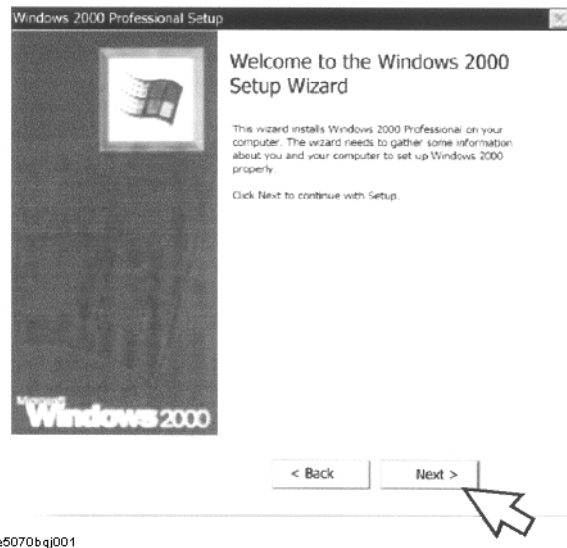 Windows 2000 Professional Setup
Welcome to the Windows 2000
Setup Wizard
This wizard installs Windows 2000 Professional on your
computer. The wizard needs to gather some information
about you and your computer to set up Windows 2000
properly.
Click Next to continue with Setup.
Microsoft
Windows 2000
< Back
Next >
e5070bqj001